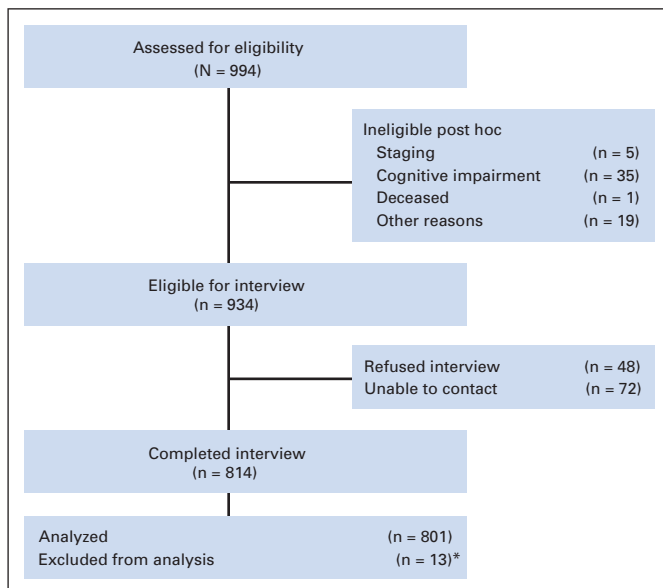 Assessed for eligibility
(N = 994)
Ineligible post hoc
Staging (n = 5)
Cognitive impairment (n = 35)
Deceased (n = 1)
Other reasons (n = 19)
Eligible for interview
(n = 934)
Refused interview (n = 48)
Unable to contact (n = 72)
Completed interview
(n = 814)
Analyzed (n = 801)
Excluded from analysis (n = 13)*